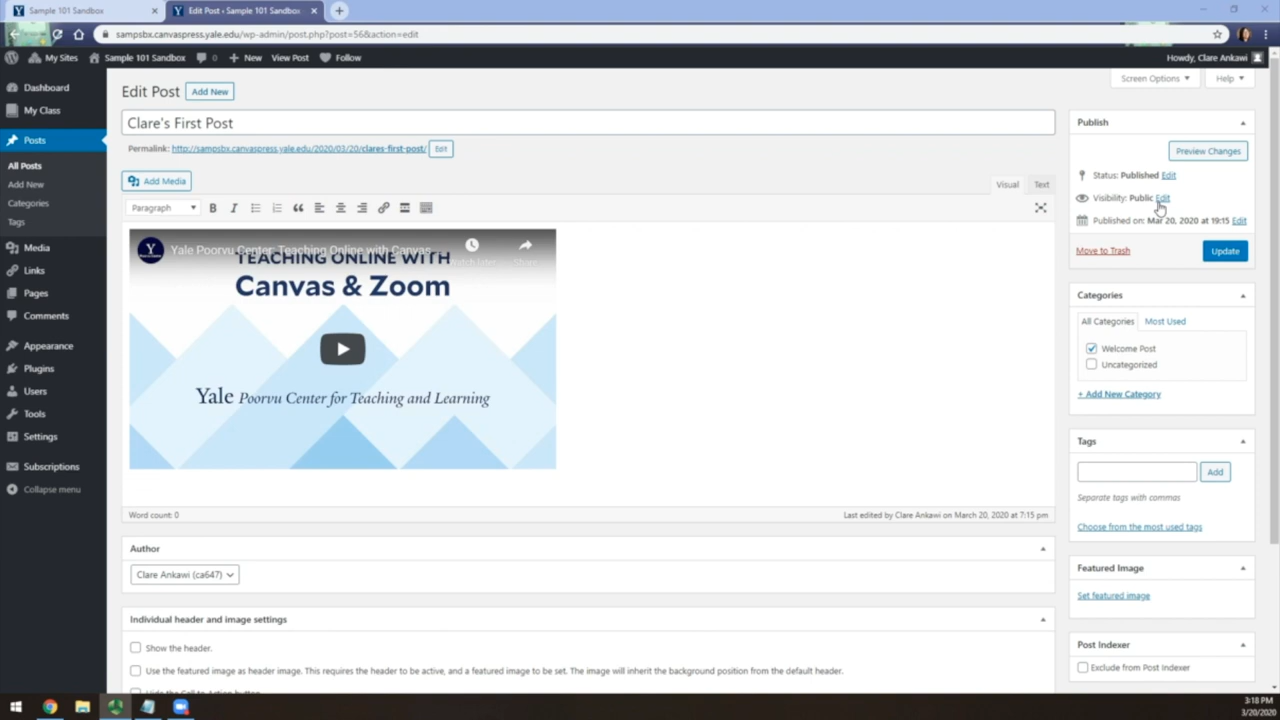 Sample 101 Sandbox
Edit Post ‹ Sample 101 Sandbox
sampsbx.canvaspress.yale.edu/wp-admin/post.php?post=56&action=edit
My Sites Sample 101 Sandbox 0 New View Post Follow Howdy, Clare Ankawi
Screen Options Help
Dashboard
My Class
Posts
All Posts
Add New
Categories
Tags
Media
Links
Pages
Comments
Appearance
Plugins
Users
Tools
Settings
Subscriptions
Collapse menu
Edit Post Add New
Clare's First Post
Permalink: http://sampsbx.canvaspress.yale.edu/2020/03/20/clares-first-post/ Edit
Add Media
Visual Text
Paragraph B I
Y Yale Poorvu Center: Teaching Online with Canvas...
Watch later Share
TEACHING ONLINE WITH
Canvas & Zoom
Yale Poorvu Center for Teaching and Learning
Word count: 0 Last edited by Clare Ankawi on March 20, 2020 at 7:15 pm
Author
Clare Ankawi (ca647)
Individual header and image settings
Show the header.
Use the featured image as header image. This requires the header to be active, and a featured image to be set. The image will inherit the background position from the default header.
Hide the Call to Action button.
Publish
Preview Changes
Status: Published Edit
Visibility: Public Edit
Published on: Mar 20, 2020 at 19:15 Edit
Move to Trash Update
Categories
All Categories Most Used
Welcome Post
Uncategorized
+ Add New Category
Tags
Add
Separate tags with commas
Choose from the most used tags
Featured Image
Set featured image
Post Indexer
Exclude from Post Indexer
3:18 PM
3/20/2020